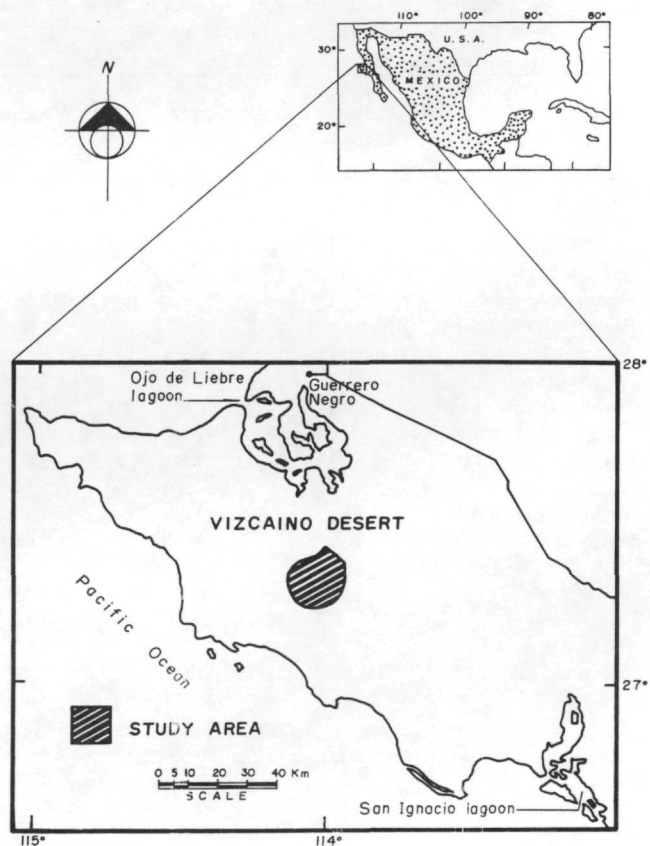 110° 100° 90° 80°
U.S.A.
30°
MEXICO
20°
N
28°
Ojo de Liebre
lagoon
Guerrero
Negro
VIZCAINO DESERT
Pacific Ocean
27°
STUDY AREA
0 5 10 20 30 40 Km
SCALE
San Ignacio lagoon
115° 114°